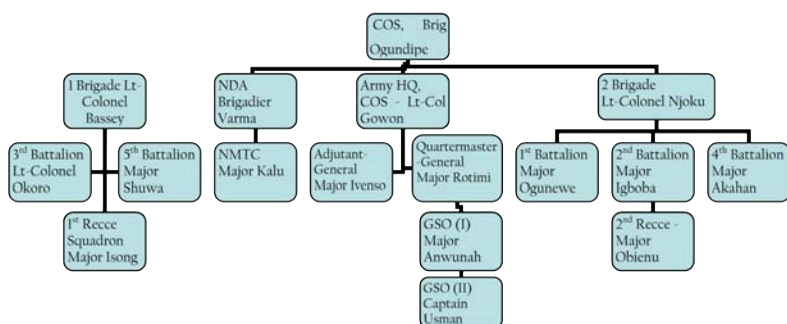 COS, Brig
Ogundipe
1 Brigade Lt-
Colonel
Bassey
NDA
Brigadier
Varma
Army HQ,
COS - Lt-Col
Gowon
2 Brigade
Lt-Colonel Njoku
3rd Battalion
Lt-Colonel
Okoro
5th Battalion
Major
Shuwa
NMTC
Major Kalu
Adjutant-
General
Major Ivenso
Quartermaster
-General
Major Rotimi
1st Battalion
Major
Ogunewe
2nd Battalion
Major
Igboba
4th Battalion
Major
Akahan
1st Recce
Squadron
Major Isong
GSO (I)
Major
Anwunah
2nd Recce -
Major
Obienu
GSO (II)
Captain
Usman